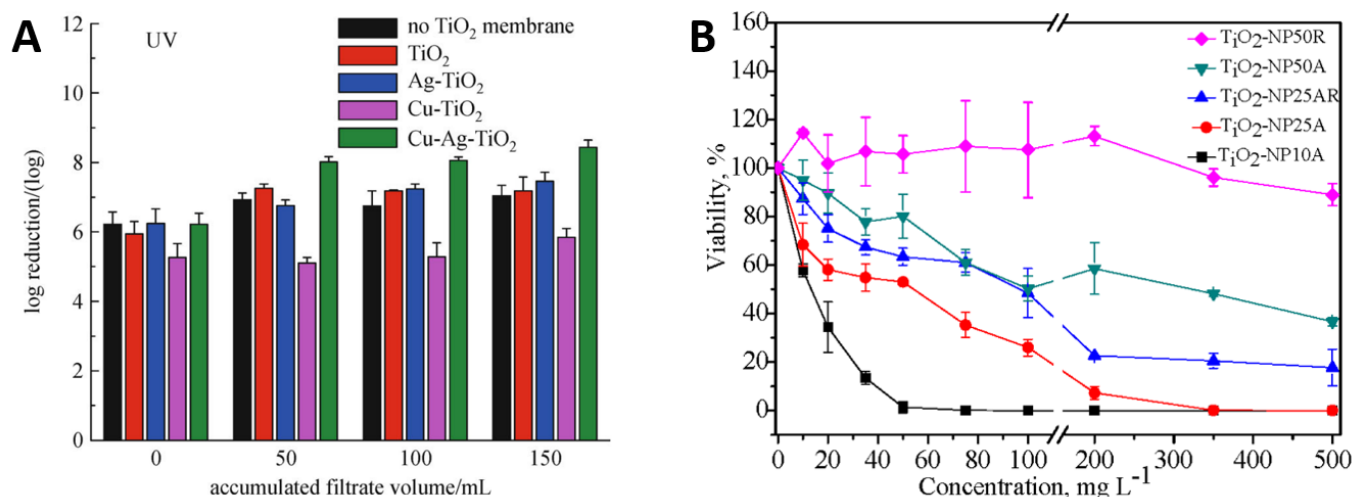 A
UV
no TiO₂ membrane
TiO₂
Ag-TiO₂
Cu-TiO₂
Cu-Ag-TiO₂
log reduction/(log)
12
10
8
6
4
2
0
0 50 100 150
accumulated filtrate volume/mL
B
TiO2-NP50R
TiO2-NP50A
TiO2-NP25AR
TiO2-NP25A
TiO2-NP10A
Viability, %
160
140
120
100
80
60
40
20
0
0 20 40 60 80 100 200 300 400 500
Concentration, mg L⁻¹